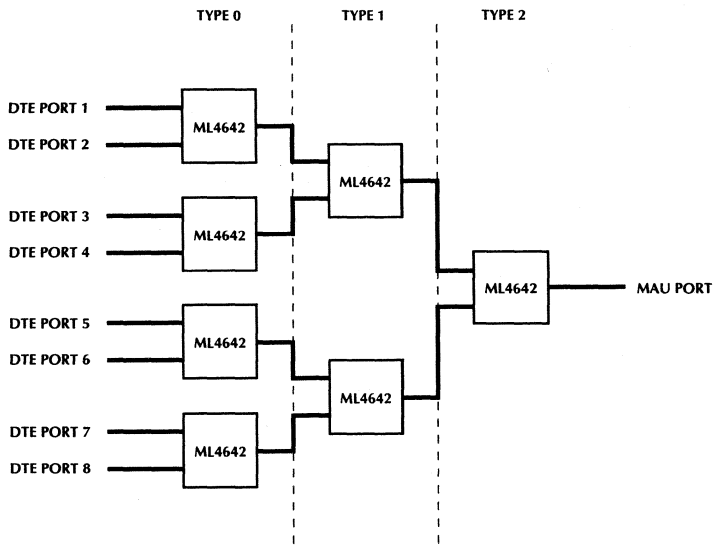 TYPE 0
TYPE 1
TYPE 2
DTE PORT 1
DTE PORT 2
ML4642
DTE PORT 3
DTE PORT 4
ML4642
ML4642
DTE PORT 5
DTE PORT 6
ML4642
DTE PORT 7
DTE PORT 8
ML4642
ML4642
ML4642
MAU PORT